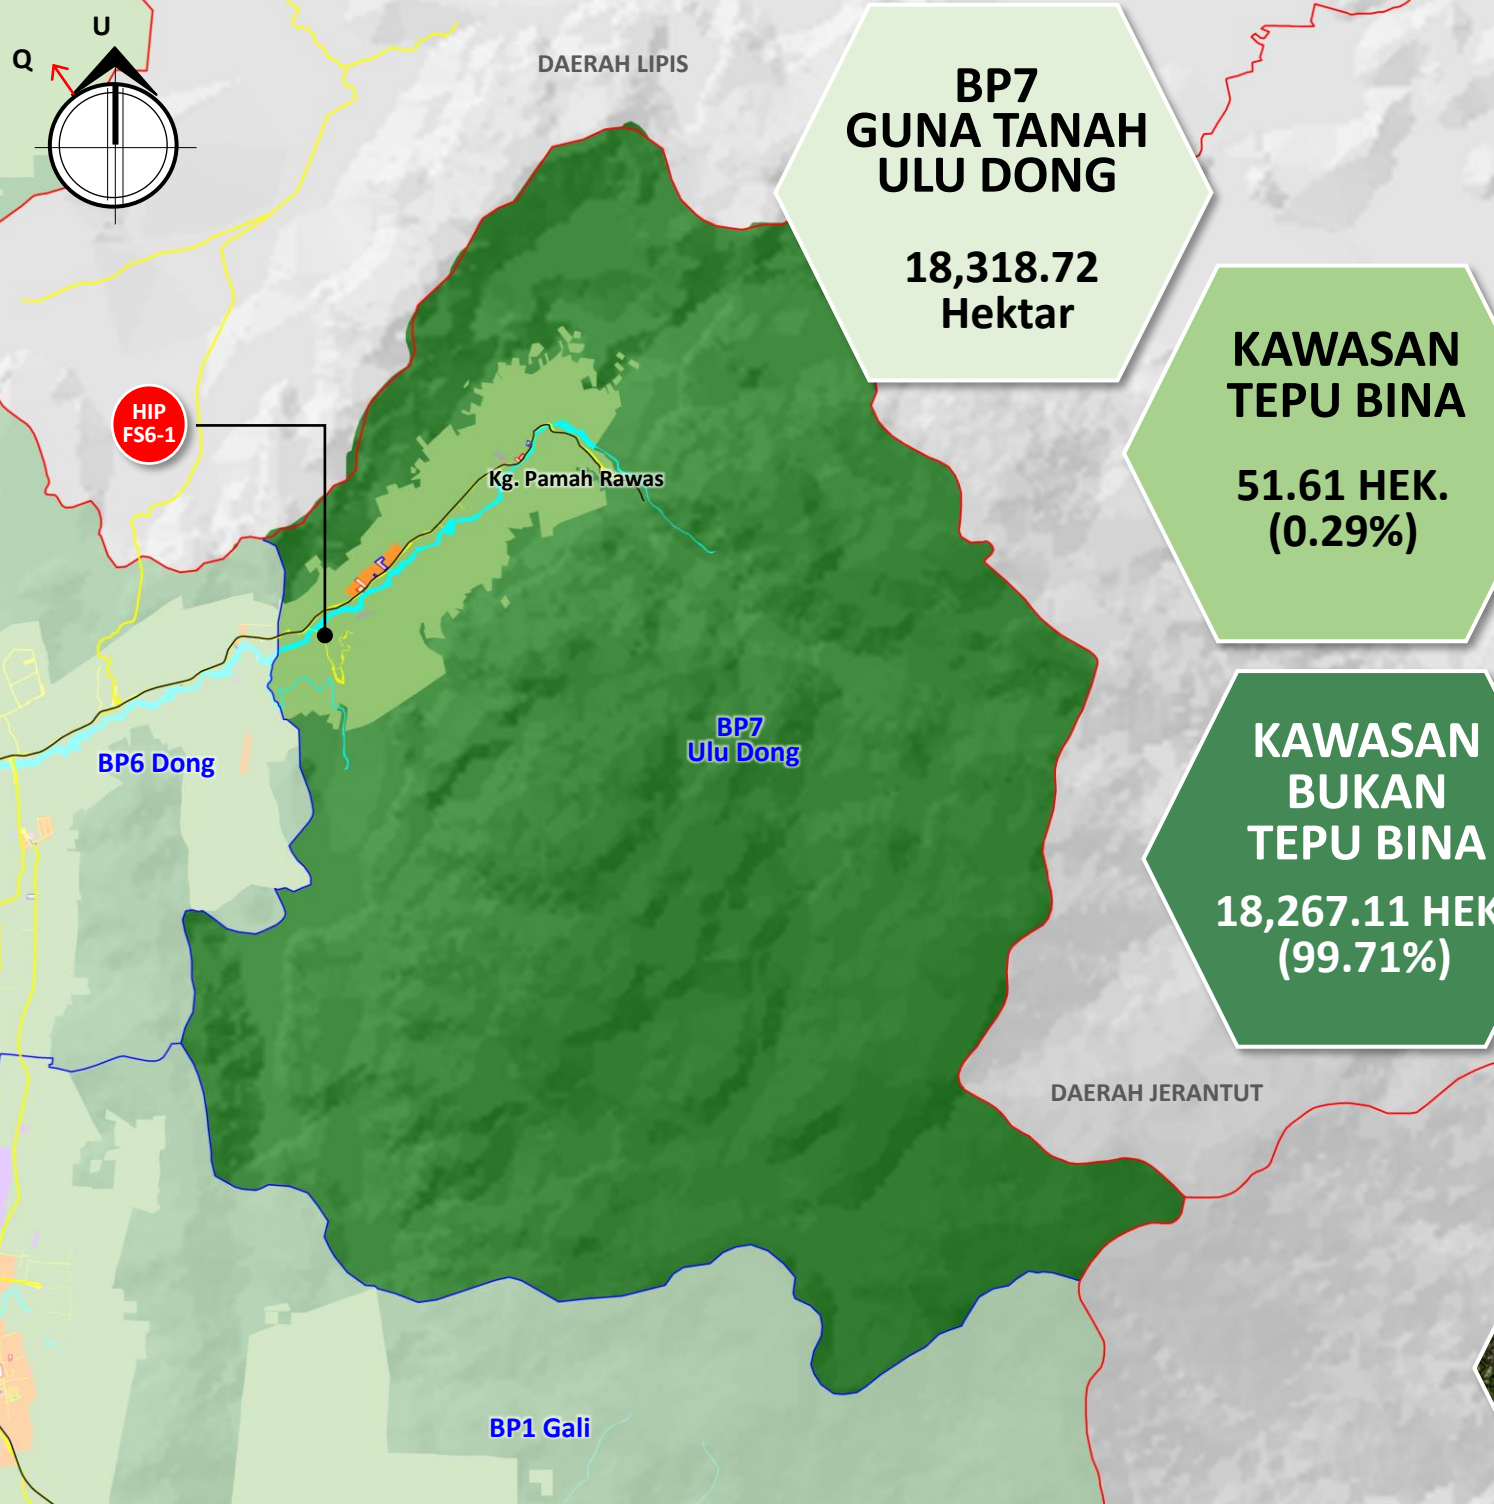 U
Q
DAERAH LIPIS
BP7
GUNA TANAH
ULU DONG
18,318.72
Hektar
KAWASAN
TEPU BINA
51.61 HEK.
(0.29%)
HIP
FS6-1
Kg. Pamah Rawas
BP7
Ulu Dong
BP6 Dong
KAWASAN
BUKAN
TEPU BINA
18,267.11 HEK
(99.71%)
DAERAH JERANTUT
BP1 Gali